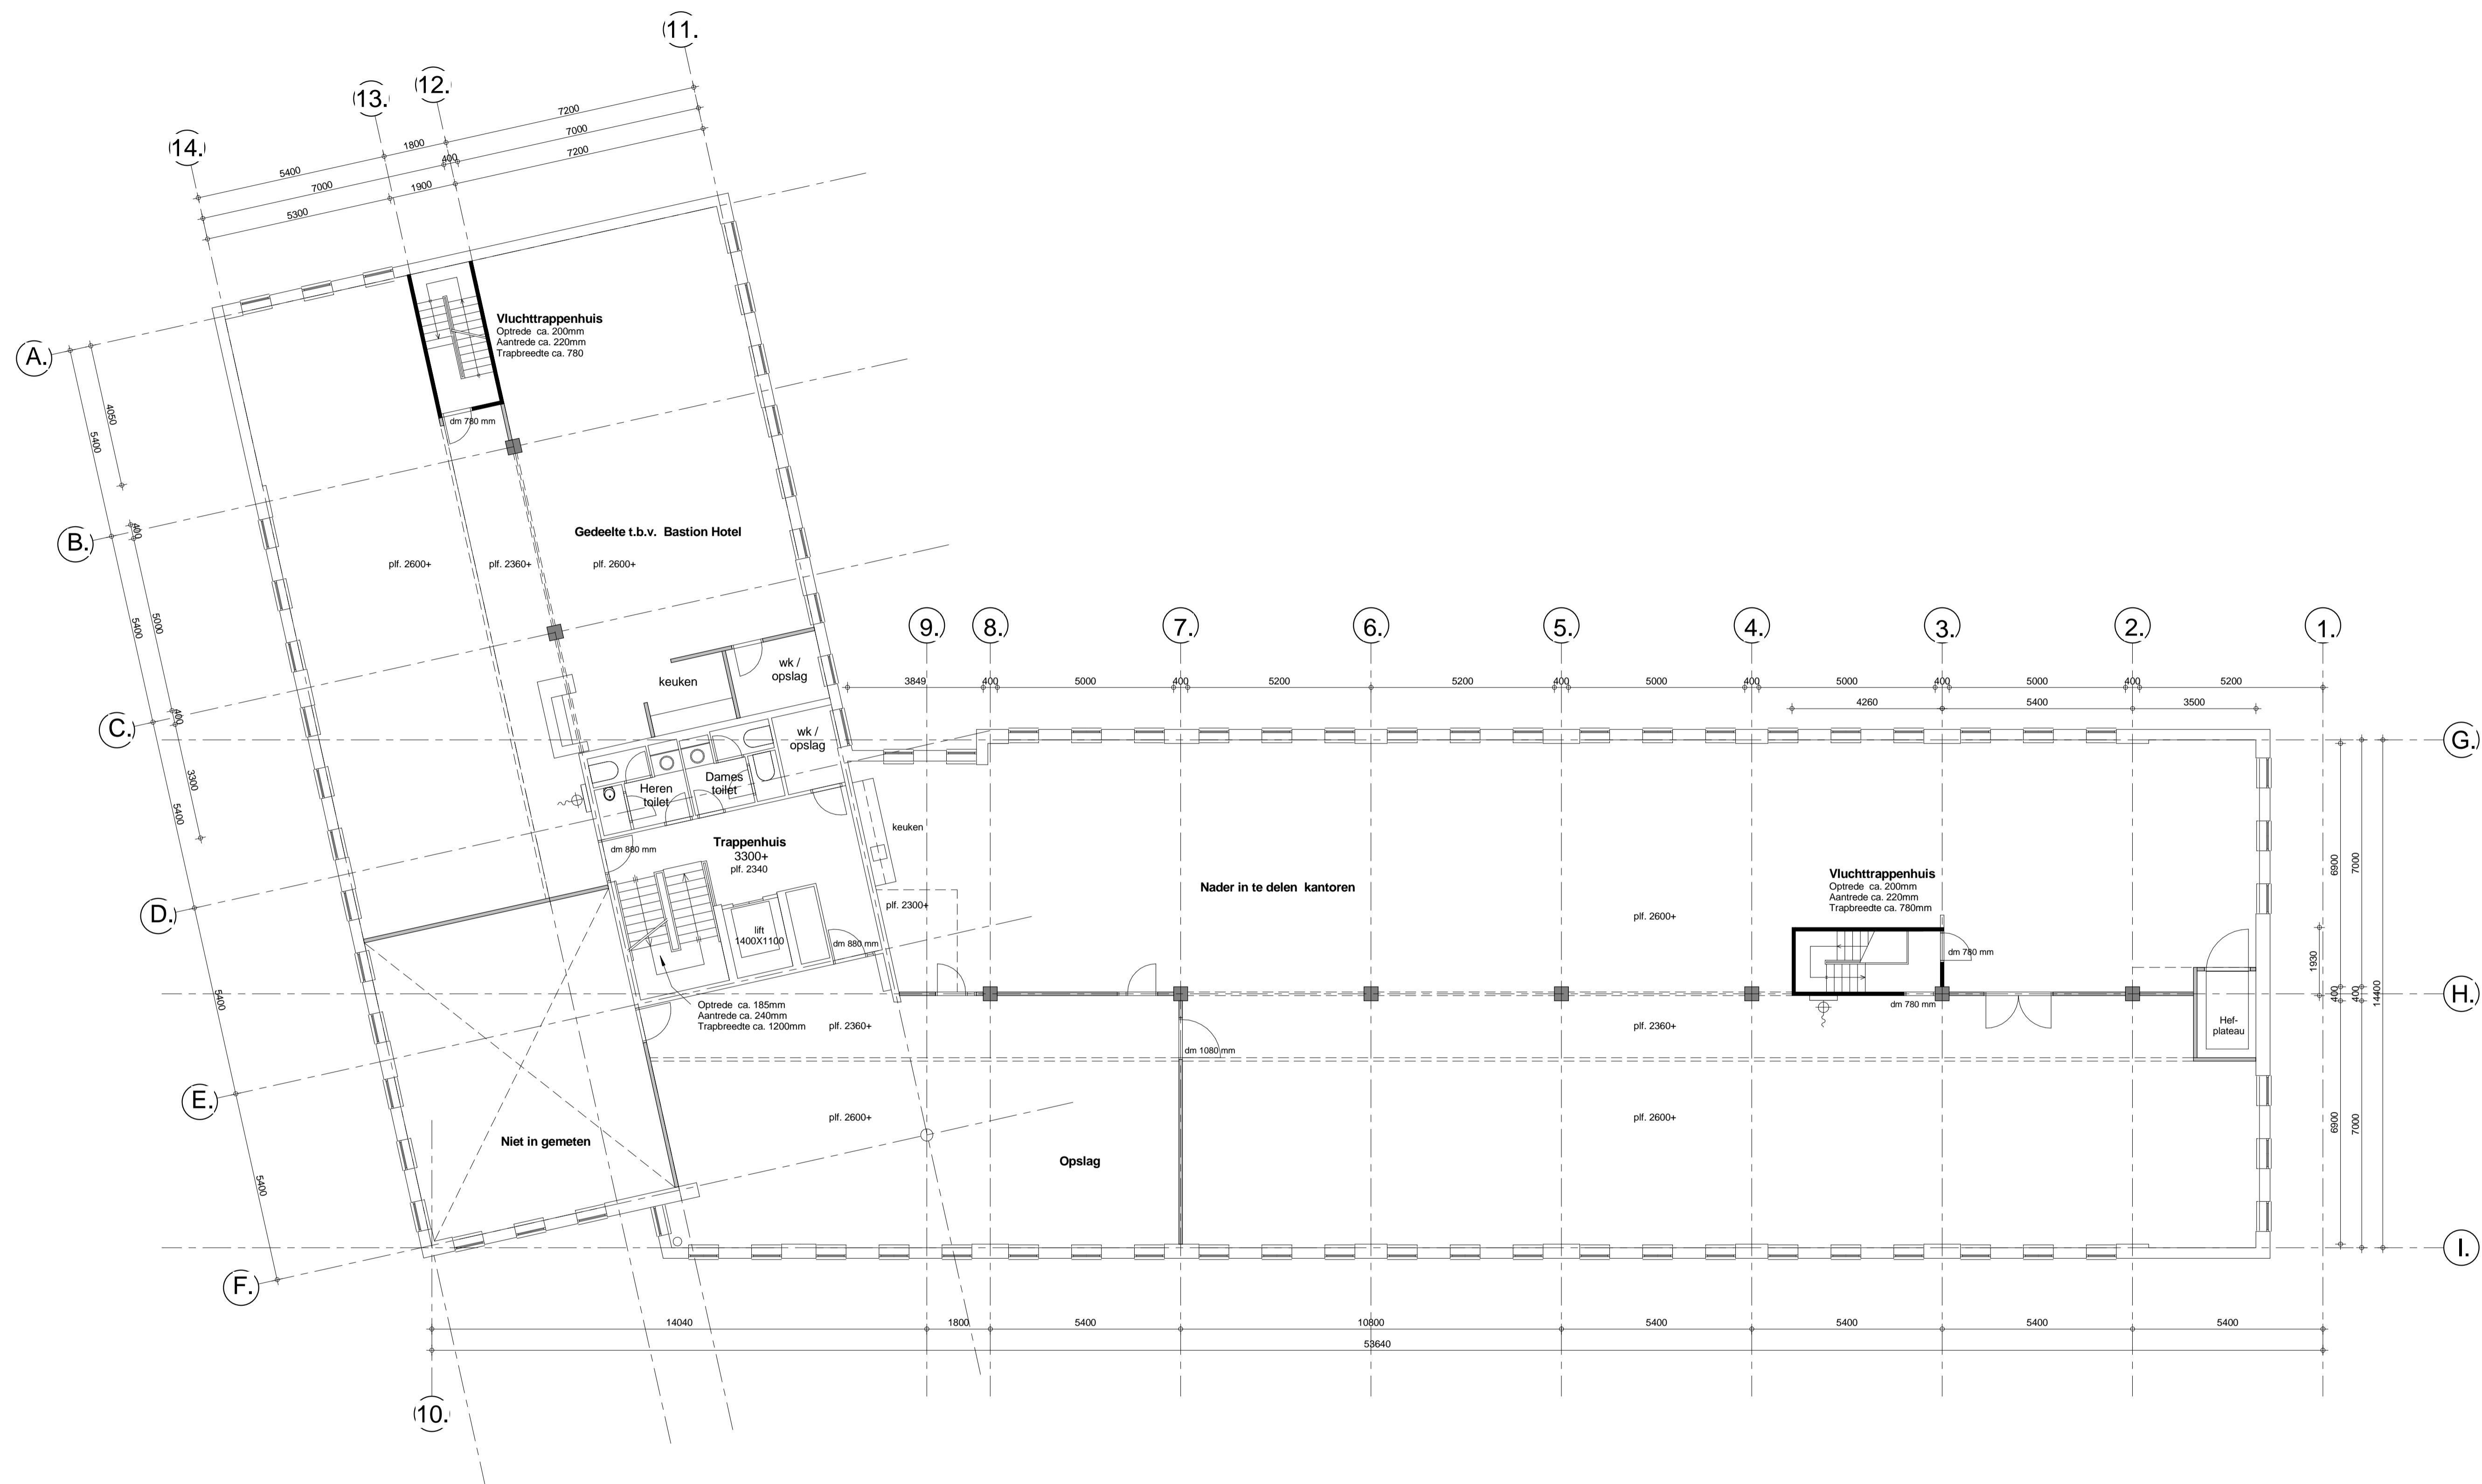 11.
12.
13.
14.
7200
7000
7200
1800
400
1900
5400
7000
5300
A.
B.
C.
D.
E.
F.
4050
5400
400
5000
5400
400
3300
5400
5400
5400
Vluchttrappenhuis
Optrede ca. 200mm
Aantrede ca. 220mm
Trapbreedte ca. 780
dm 780 mm
Gedeelte t.b.v. Bastion Hotel
plf. 2600+
plf. 2360+
plf. 2600+
keuken
wk /
opslag
wk /
opslag
Dames
toilet
Heren
toilet
Trappenhuis
3300+
plf. 2340
dm 880 mm
lift
1400X1100
dm 880 mm
Optrede ca. 185mm
Aantrede ca. 240mm
Trapbreedte ca. 1200mm
Niet in gemeten
9.
8.
7.
6.
5.
4.
3.
2.
1.
3849
400
5000
400
5200
5200
400
5000
400
5000
400
5000
400
5200
4260
5400
3500
keuken
plf. 2300+
Nader in te delen kantoren
plf. 2600+
Vluchttrappenhuis
Optrede ca. 200mm
Aantrede ca. 220mm
Trapbreedte ca. 780mm
dm 780 mm
dm 780 mm
Hef-
plateau
plf. 2360+
dm 1080 mm
plf. 2360+
plf. 2600+
plf. 2600+
Opslag
G.
H.
I.
6900
7000
1930
400
400
14400
6900
7000
14040
1800
5400
10800
5400
5400
5400
5400
53640
10.